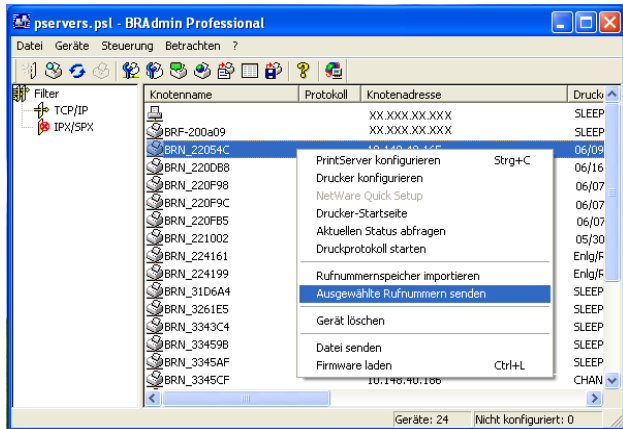 pservers.psl - BRAdmin Professional
Datei Geräte Steuerung Betrachten ?
Filter
TCP/IP
IPX/SPX
Knotenname Protokoll Knotenadresse
XX.XXX.XX.XXX SLEEP
BRF-200a09 XX.XXX.XX.XXX SLEEP
BRN_22054C 06/09
BRN_220DB8 06/16
BRN_220F98 06/07
BRN_220F9C 06/07
BRN_220FB5 06/07
BRN_221002 05/30
BRN_224161 Enlg/F
BRN_224199 Enlg/F
BRN_31D6A4 SLEEP
BRN_3261E5 SLEEP
BRN_3343C4 SLEEP
BRN_33459B SLEEP
BRN_3345AF SLEEP
BRN_3345CF 10.148.40.186 CHAN
PrintServer konfigurieren Strg+C
Drucker konfigurieren
NetWare Quick Setup
Drucker-Startseite
Aktuellen Status abfragen
Druckprotokoll starten
Rufnummernspeicher importieren
Ausgewählte Rufnummern senden
Gerät löschen
Datei senden
Firmware laden Ctrl+L
Geräte: 24 Nicht konfiguriert: 0